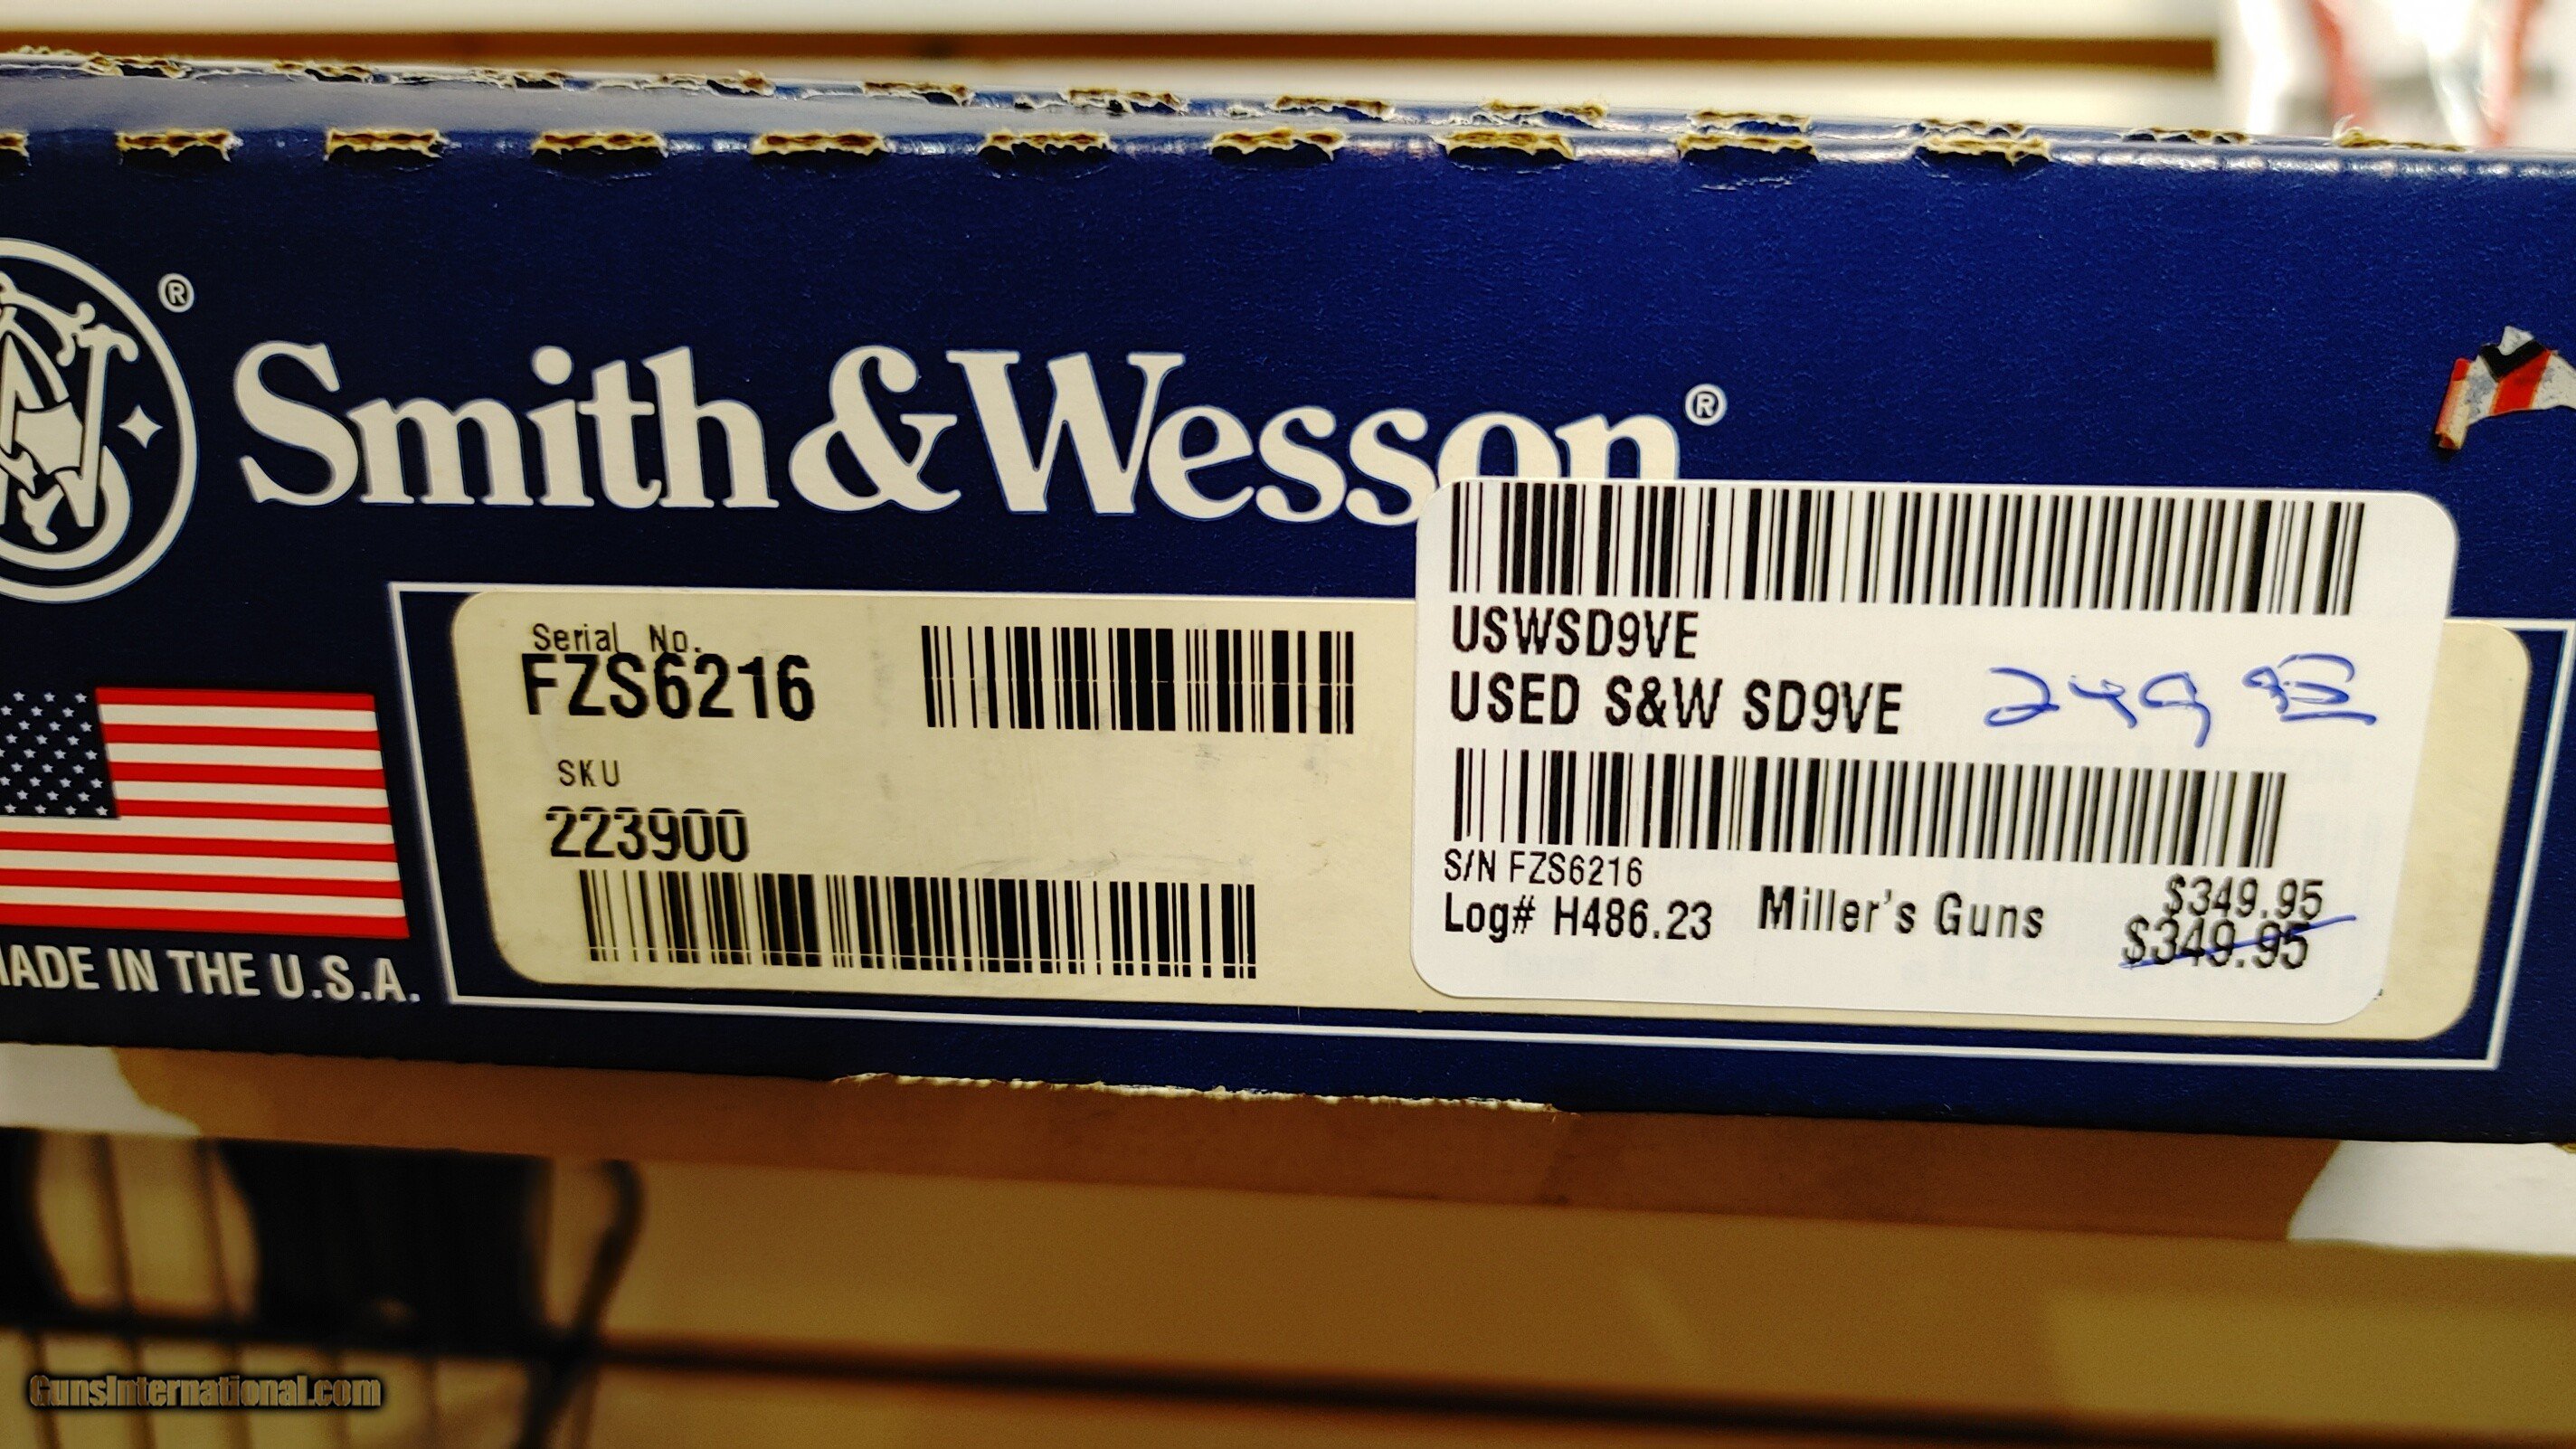 ®
Smith & Wesson®
Serial No.
FZS6216
SKU
223900
MADE IN THE U.S.A.
USWSD9VE
USED S&W SD9VE 249 95
S/N FZS6216
Log# H486.23 Miller's Guns
$349.95
$349.95
GunsInternational.com